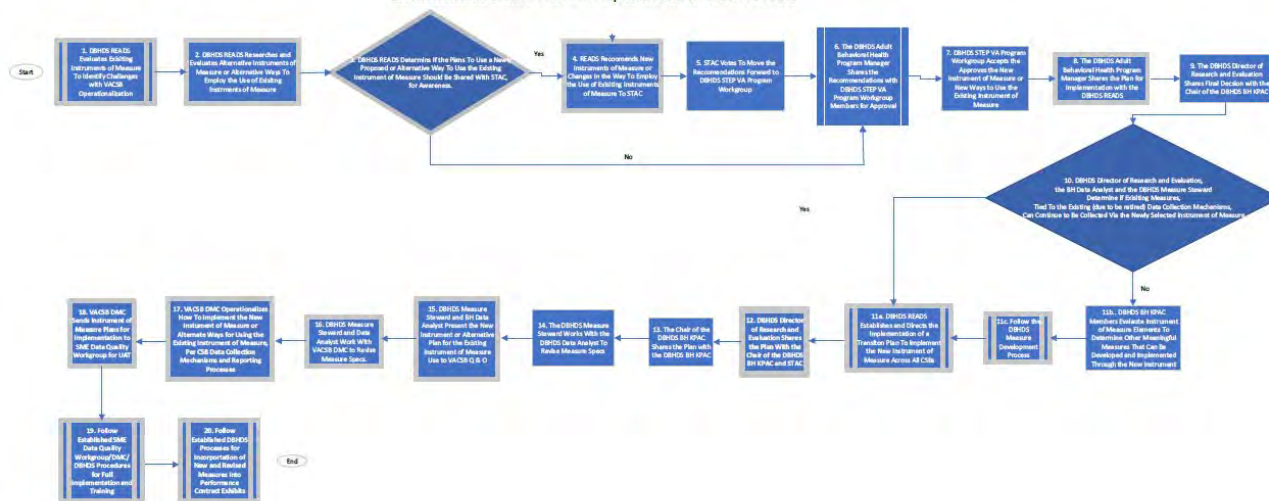 Start
1. DBHDS READS
Evaluates Existing
Instruments of Measure
To Identify Challenges
with VACSB
Operationalization
2. DBHDS READS Researches and
Evaluates Alternative Instruments of
Measure or Alternative Ways To
Employ the Use of Existing
Instruments of Measure
3. DBHDS READS Determine If the Plans To Use a Newly
Proposed or Alternative Way To Use the Existing
Instrument of Measure Should Be Shared With STAC,
for Awareness.
Yes
4. READS Recommends New
Instruments of Measure or
Changes in the Way To Employ
the Use of Existing Instruments
of Measure To STAC
5. STAC Votes To Move the
Recommendations Forward to
DBHDS STEP VA Program
Workgroup
6. The DBHDS Adult
Behavioral Health
Program Manager
Shares the
Recommendations with
DBHDS STEP VA
Program Workgroup
Members for Approval
7. DBHDS STEP VA Program
Workgroup Accepts the
Approves the New
Instrument of Measure or
New Ways to Use the
Existing Instrument of
Measure
8. The DBHDS Adult
Behavioral Health Program
Manager Shares the Plan for
Implementation with the
DBHDS READS
9. The DBHDS Director of
Research and Evaluation
Shares Final Decision with the
Chair of the DBHDS BH KPAC
No
10. DBHDS Director of Research and Evaluation,
the BH Data Analyst and the DBHDS Measure Steward
Determine If Existing Measures,
Tied To the Existing (due to be retired) Data Collection Mechanisms,
Can Continue to Be Collected Via the Newly Selected Instrument of Measure
Yes
No
11b. DBHDS BH KPAC
Members Evaluate Instrument
of Measure Elements To
Determine Other Meaningful
Measures That Can Be
Developed and Implemented
Through the New Instrument
11c. Follow the
DBHDS
Measure
Development
Process
11a. DBHDS READS
Establishes and Directs the
Implementation of a
Transition Plan To Implement
the New Instrument of
Measure Across All CSBs
12. DBHDS Director
of Research and
Evaluation Shares the
Plan With the
Chair of the DBHDS
BH KPAC and STAC
13. The Chair of the
DBHDS BH KPAC
Shares the Plan with
the DBHDS BH KPAC
14. The DBHDS Measure
Steward Works With the
DBHDS Data Analyst To
Revise Measure Specs
15. DBHDS Measure
Steward and BH Data
Analyst Present the New
Instrument or Alternative
Plan for the Existing
Instrument of Measure
Use to VACSB Q & O
16. DBHDS Measure
Steward and Data
Analyst Work With
VACSB DMC to Revise
Measure Specs.
17. VACSB DMC Operationalizes
How To Implement the New
Instrument of Measure or
Alternate Ways for Using the
Existing Instrument of Measure,
Per CSB Data Collection
Mechanisms and Reporting
Processes
18. VACSB DMC
Sends Instrument of
Measure Plans for
Implementation to
SME Data Quality
Workgroup for UAT
19. Follow
Established SME
Data Quality
Workgroup/DMC/
DBHDS Procedures
for Full
Implementation and
Training
20. Follow
Established DBHDS
Processes for
Incorporation of
New and Revised
Measures Into
Performance
Contract Exhibits
End